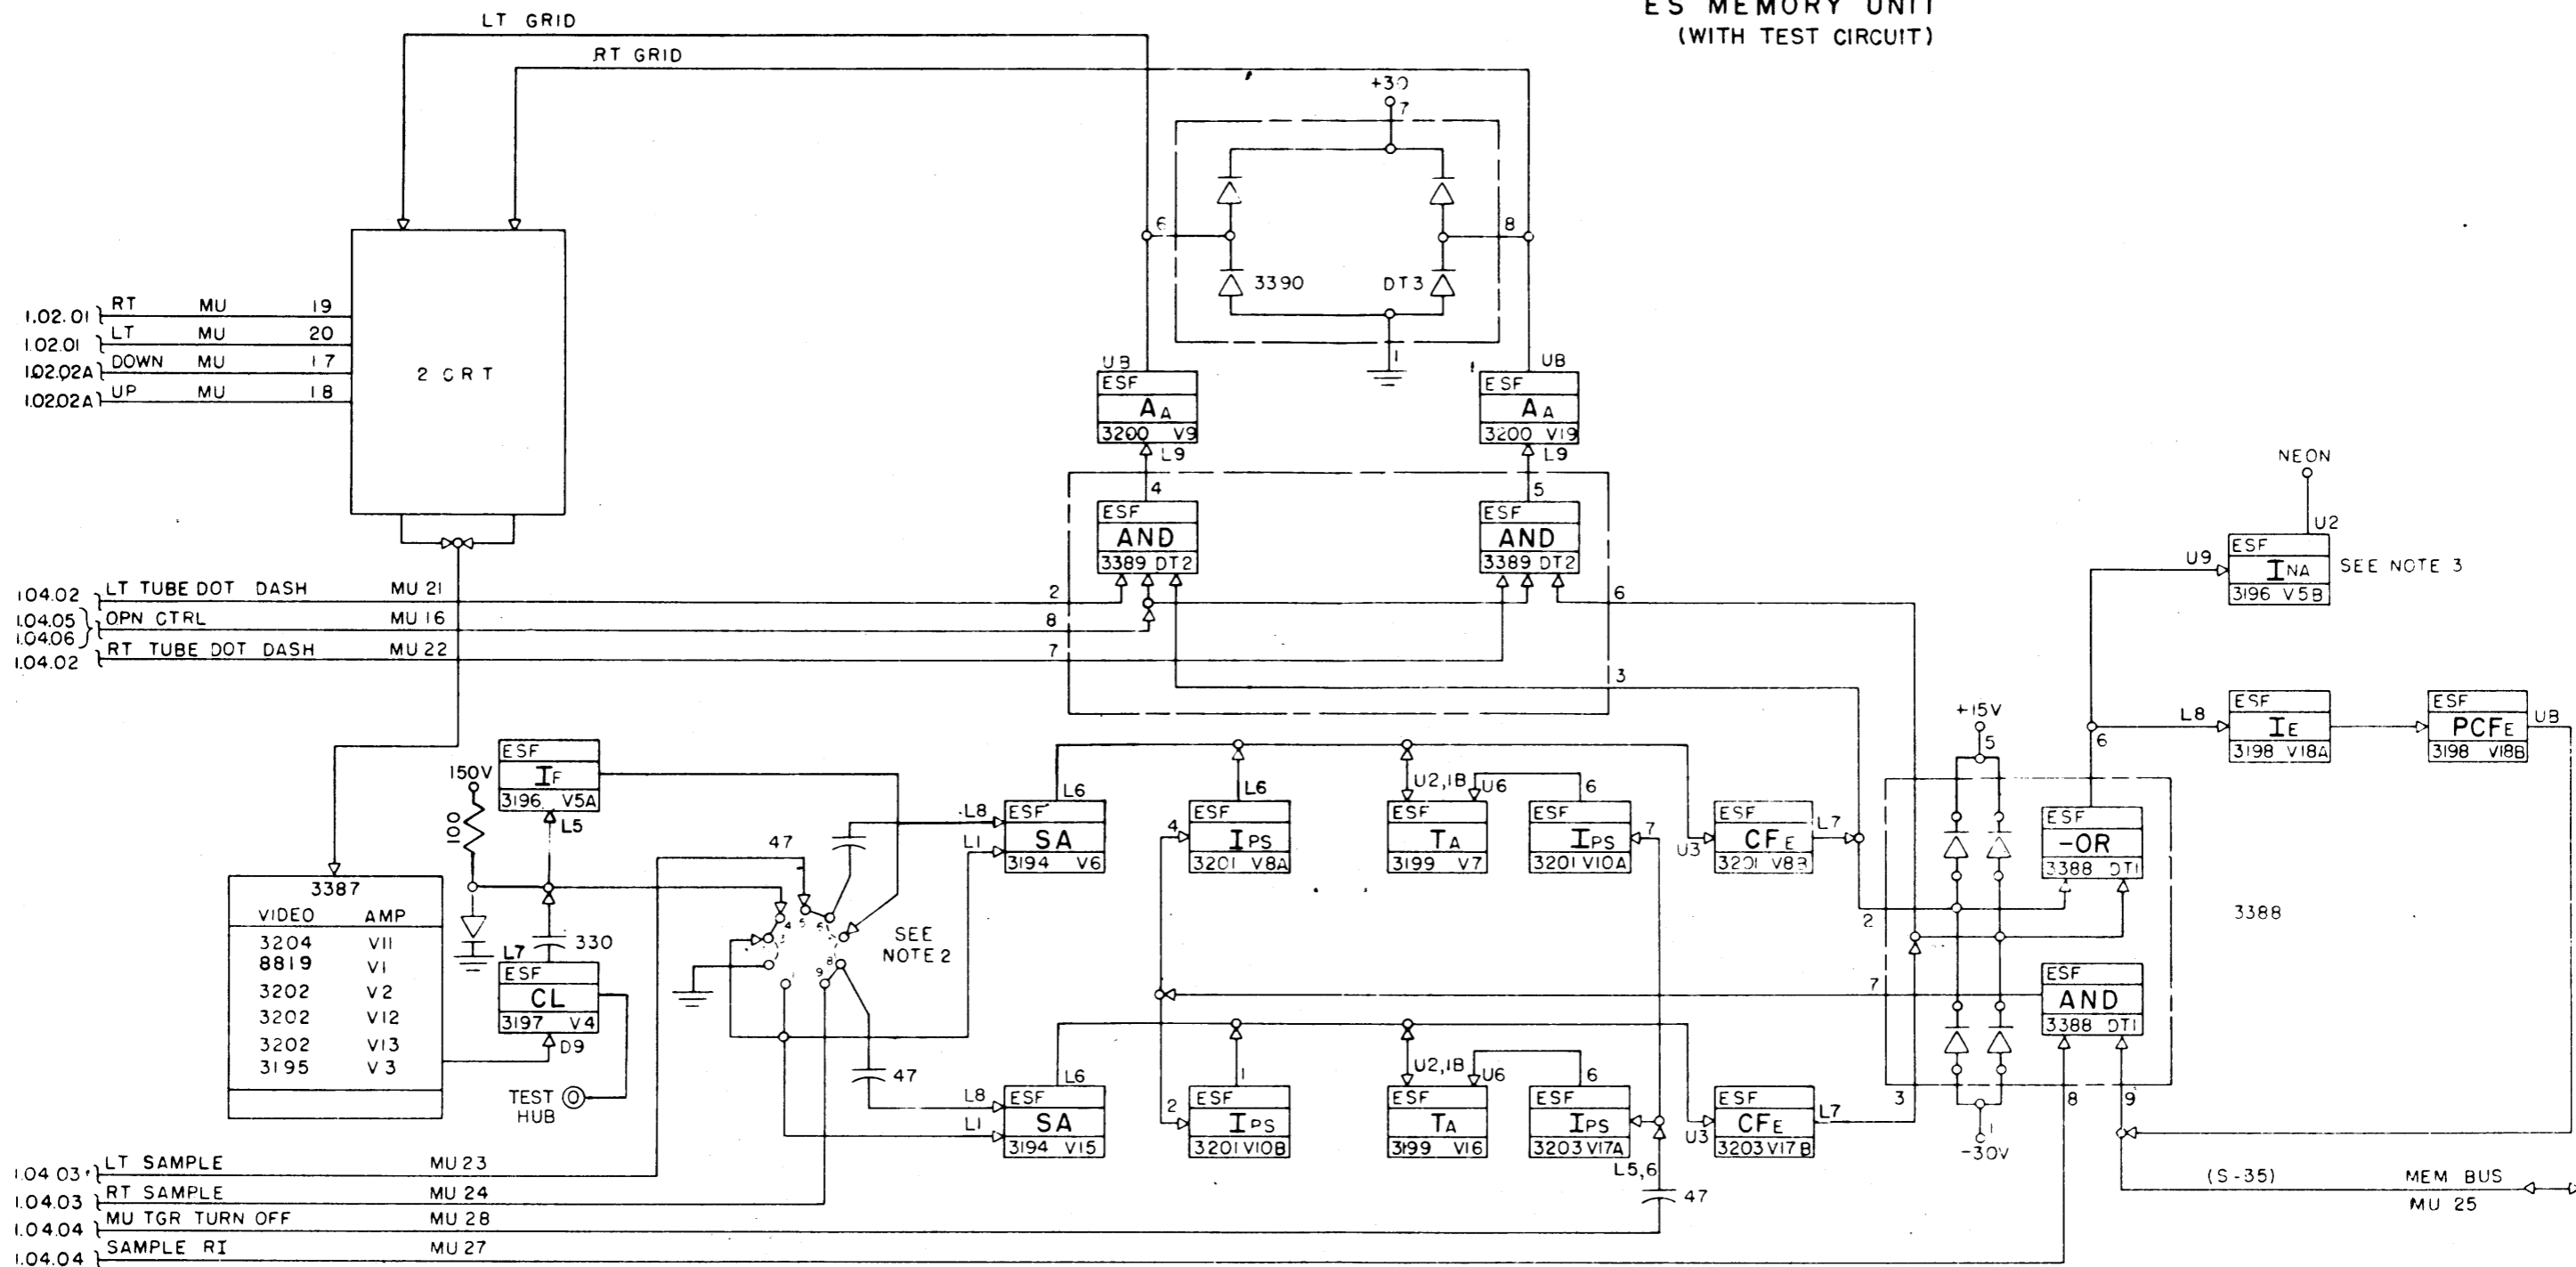 ES MEMORY UNIT
(WITH TEST CIRCUIT)
LT GRID
RT GRID
+30
7
6
8
3390
DT3
1
1.02.01 RT MU 19
1.02.01 LT MU 20
1.02.02A DOWN MU 17
1.02.02A UP MU 18
2 CRT
UB
ESF
AA
3200 V9
L9
UB
ESF
AA
3200 V19
L9
4
ESF
AND
3389 DT2
5
ESF
AND
3389 DT2
NEON
U2
U9
ESF
INA
3196 V5B
SEE NOTE 3
1.04.02 LT TUBE DOT DASH MU 21
2
6
1.04.05
1.04.06
OPN CTRL MU 16
8
1.04.02 RT TUBE DOT DASH MU 22
7
3
+15V
5
6
L8
ESF
IE
3198 V18A
ESF
PCFE
3198 V18B
UB
150V
100
ESF
IF
3196 V5A
L5
47
L8
L1
L6
ESF
SA
3194 V6
L6
4
ESF
IPS
3201 V8A
U2,1B
U6
ESF
TA
3199 V7
6
7
ESF
IPS
3201 V10A
U3
ESF
CFE
3201 V8B
L7
ESF
-OR
3388 DT1
2
3388
3387
VIDEO AMP
3204 V11
8819 V1
3202 V2
3202 V12
3202 V13
3195 V3
330
L7
ESF
CL
3197 V4
D9
TEST
HUB
4
5
6
8
9
SEE
NOTE 2
47
7
ESF
AND
3388 DT1
L8
L1
L6
ESF
SA
3194 V15
1
2
ESF
IPS
3201 V10B
U2,1B
U6
ESF
TA
3199 V16
6
ESF
IPS
3203 V17A
L5,6
47
U3
ESF
CFE
3203 V17B
L7
3
8
9
1
-30V
1.04.03 LT SAMPLE MU 23
1.04.03 RT SAMPLE MU 24
1.04.04 MU TGR TURN OFF MU 28
1.04.04 SAMPLE RI MU 27
(S-35) MEM BUS
MU 25